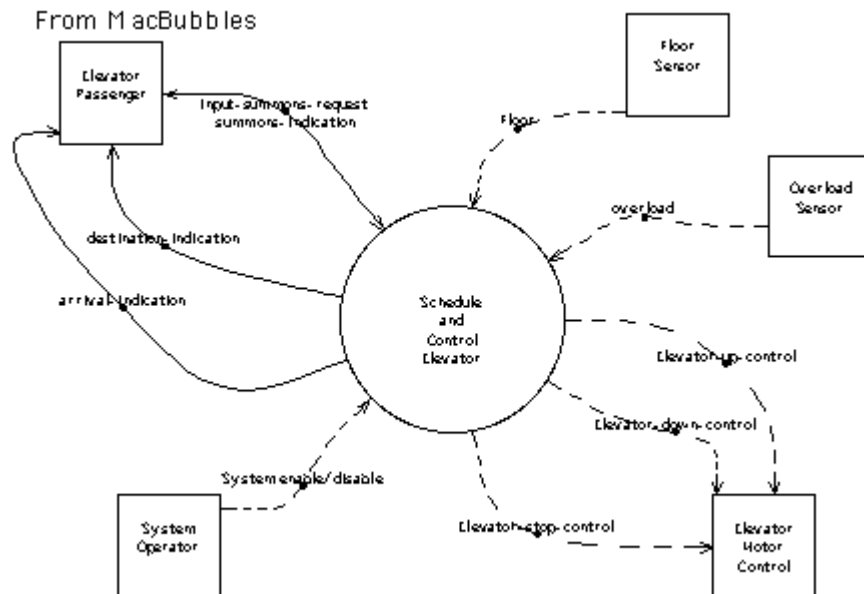 From MacBubbles
Elevator
Passenger
Floor
Sensor
Input-summons-request
summons-indication
Floor
Overload
Sensor
overload
destination-indication
arrival-indication
Schedule
and
Control
Elevator
Elevator-up-control
Elevator-down-control
System enable/disable
Elevator-stop-control
System
Operator
Elevator
Motor
Control